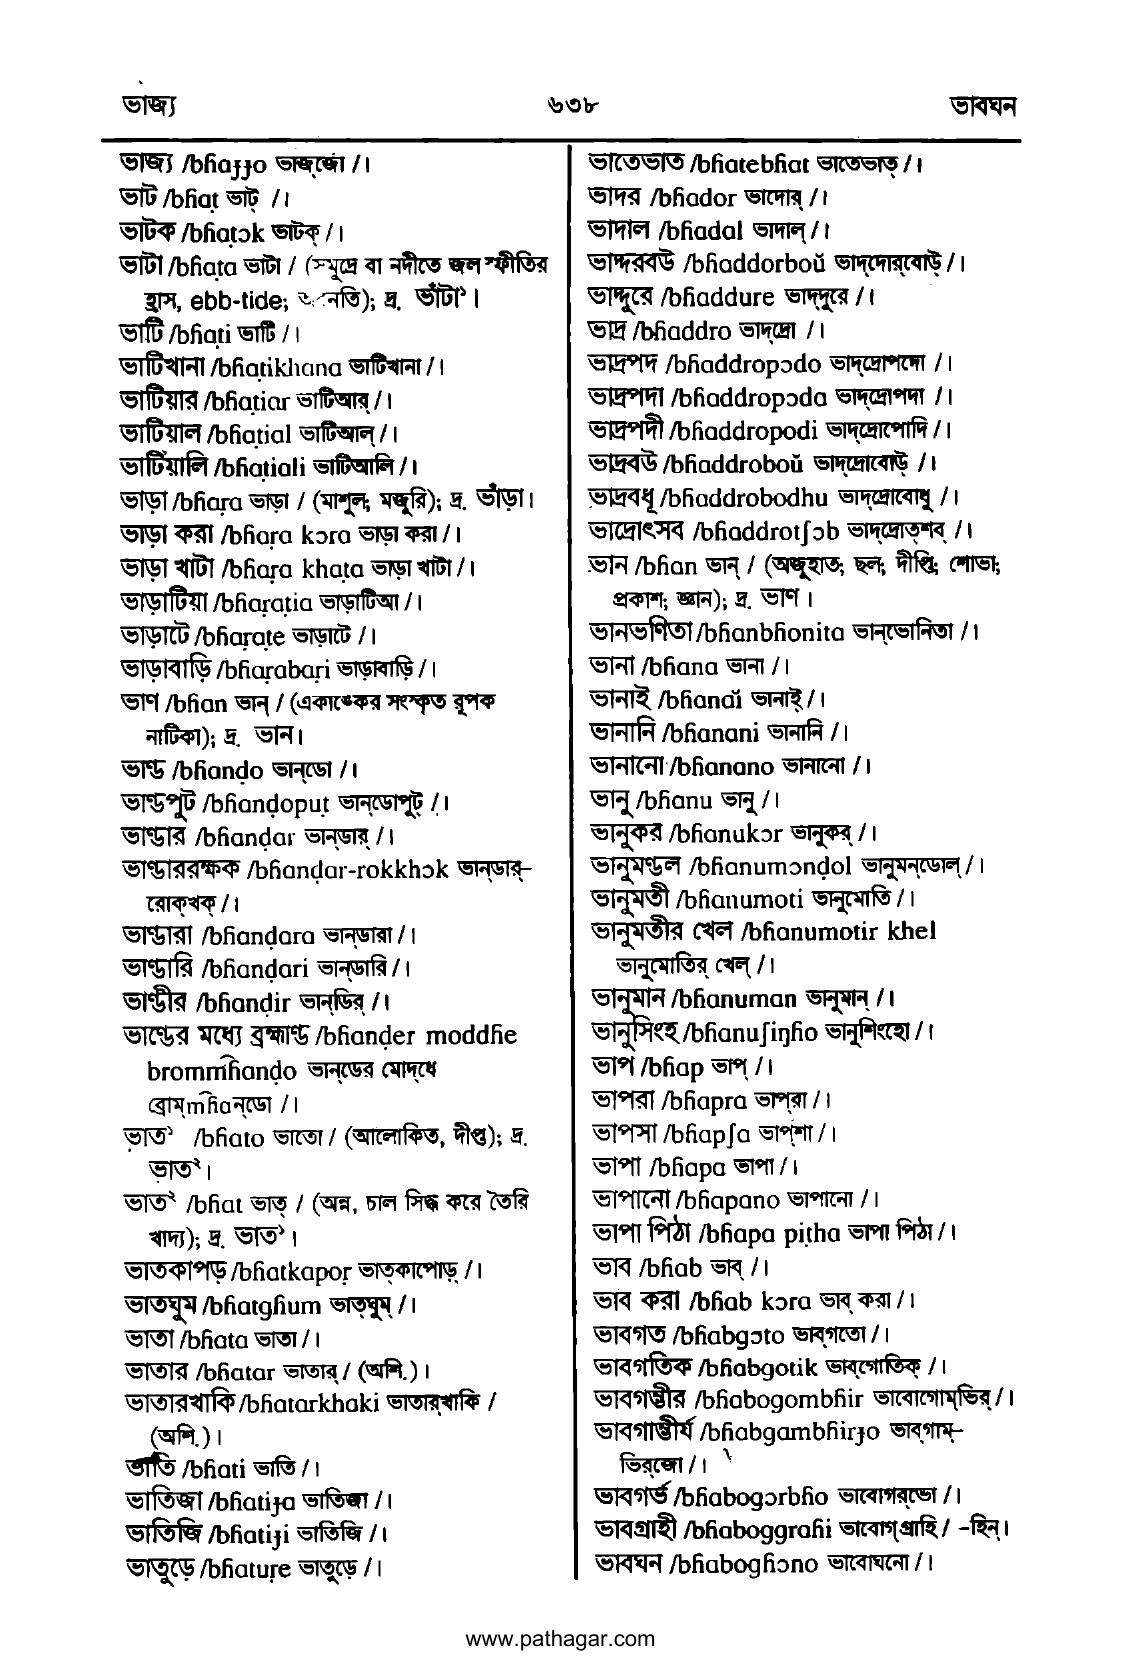 ভাজ্য ৬৩৮ ভাবঘন
ভাজ্য /bɦaɟɟo ভাজ্‌জো /।
ভাট /bɦaṭ ভাট্‌ /।
ভাটক /bɦaṭɔk ভাটক্‌ /।
ভাটা /bɦaṭa ভাটা / (সমুদ্রে বা নদীতে জল স্ফীতির
হ্রাস, ebb-tide; নতি); দ্র. ভাঁটা¹।
ভাটি /bɦaṭi ভাটি /।
ভাটিখানা /bɦaṭikhana ভাটিখানা /।
ভাটিয়ার /bɦaṭiar ভাটিআর্‌ /।
ভাটিয়াল /bɦaṭial ভাটিআল্‌ /।
ভাটিয়ালি /bɦaṭiali ভাটিআলি /।
ভাড়া /bɦaṛa ভাড়া / (মাশুল; মজুরি); দ্র. ভাঁড়া।
ভাড়া করা /bɦaṛa kɔra ভাড়া করা /।
ভাড়া খাটা /bɦaṛa khaṭa ভাড়া খাটা /।
ভাড়াটিয়া /bɦaṛaṭia ভাড়াটিআ /।
ভাড়াটে /bɦaṛaṭe ভাড়াটে /।
ভাড়াবাড়ি /bɦaṛabaṛi ভাড়াবাড়ি /।
ভাণ /bɦan ভান্‌ / (একাঙ্কের সংস্কৃত রূপক
নাটিকা); দ্র. ভান।
ভাণ্ড /bɦanḍo ভান্‌ডো /।
ভাণ্ডপুট /bɦanḍopuṭ ভান্‌ডোপুট্‌ /।
ভাণ্ডার /bɦanḍar ভান্‌ডার্‌ /।
ভাণ্ডাররক্ষক /bɦanḍar-rokkhɔk ভান্‌ডার্‌–
রোক্‌খক্‌ /।
ভাণ্ডারা /bɦanḍara ভান্‌ডারা /।
ভাণ্ডারি /bɦanḍari ভান্‌ডারি /।
ভাণ্ডীর /bɦanḍir ভান্‌ডির্‌ /।
ভাণ্ডের মধ্যে ব্রহ্মাণ্ড /bɦanḍer moddɦe
brommɦanḍo ভান্‌ডের মোদ্‌ধে
ব্রোম্‌mɦaন্‌ডো /।
ভাত¹ /bɦato ভাতো / (আলোকিত, দীপ্ত); দ্র.
ভাত²।
ভাত² /bɦat ভাত্‌ / (অন্ন, চাল সিদ্ধ করে তৈরি
খাদ্য); দ্র. ভাত¹।
ভাতকাপড় /bɦatkapoṛ ভাত্‌কাপোড়্‌ /।
ভাতঘুম /bɦatgɦum ভাত্‌ঘুম্‌ /।
ভাতা /bɦata ভাতা /।
ভাতার /bɦatar ভাতার্‌ / (অশি.)।
ভাতারখাকি /bɦatarkhaki ভাতার্‌খাকি /
(অশি.)।
ভাতি /bɦati ভাতি /।
ভাতিজা /bɦatiɟa ভাতিজা /।
ভাতিজি /bɦatiɟi ভাতিজি /।
ভাতুড়ে /bɦatuṛe ভাতুড়ে /।
ভাতেভাত /bɦatebɦat ভাতেভাত্‌ /।
ভাদর /bɦador ভাদোর্‌ /।
ভাদাল /bɦadal ভাদাল্‌ /।
ভাদ্দরবউ /bɦaddorboŭ ভাদ্‌দোর্‌বোউ্‌ /।
ভাদ্দুরে /bɦaddure ভাদ্‌দুরে /।
ভাদ্র /bɦaddro ভাদ্‌দ্রো /।
ভাদ্রপদ /bɦaddropɔdo ভাদ্‌দ্রোপদো /।
ভাদ্রপদা /bɦaddropɔda ভাদ্‌দ্রোপদা /।
ভাদ্রপদী /bɦaddropodi ভাদ্‌দ্রোপোদি /।
ভাদ্রবউ /bɦaddroboŭ ভাদ্‌দ্রোবোউ্‌ /।
ভাদ্রবধূ /bɦaddrobodhu ভাদ্‌দ্রোবোধু /।
ভাদ্রোৎসব /bɦaddrotʃɔb ভাদ্‌দ্রোত্‌শব্‌ /।
ভান /bɦan ভান্‌ / (অজুহাত; ছল; দীপ্তি; শোভা;
প্রকাশ; জ্ঞান); দ্র. ভাণ।
ভানভণিতা /bɦanbɦonita ভান্‌ভোনিতা /।
ভানা /bɦana ভানা /।
ভানাই /bɦanaĭ ভানাই্‌ /।
ভানানি /bɦanani ভানানি /।
ভানানো /bɦanano ভানানো /।
ভানু /bɦanu ভানু /।
ভানুকর /bɦanukɔr ভানুকর্‌ /।
ভানুমণ্ডল /bɦanumɔnḍol ভানুমন্‌ডোল্‌ /।
ভানুমতী /bɦanumoti ভানুমোতি /।
ভানুমতীর খেল /bɦanumotir khel
ভানুমোতির্‌ খেল্‌ /।
ভানুমান /bɦanuman ভানুমান্‌ /।
ভানুসিংহ /bɦanuʃiŋɦo ভানুশিংহো /।
ভাপ /bɦap ভাপ্‌ /।
ভাপরা /bɦapra ভাপ্‌রা /।
ভাপসা /bɦapʃa ভাপ্‌শা /।
ভাপা /bɦapa ভাপা /।
ভাপানো /bɦapano ভাপানো /।
ভাপা পিঠা /bɦapa piṭha ভাপা পিঠা /।
ভাব /bɦab ভাব্‌ /।
ভাব করা /bɦab kɔra ভাব্‌ করা /।
ভাবগত /bɦabgɔto ভাব্‌গতো /।
ভাবগতিক /bɦabgotik ভাব্‌গোতিক্‌ /।
ভাবগম্ভীর /bɦabogombɦir ভাবোগোম্‌ভির্‌ /।
ভাবগাম্ভীর্য /bɦabgambɦirɟo ভাব্‌গাম্‌–
ভির্‌জো /।
ভাবগর্ভ /bɦabogɔrbɦo ভাবোগর্‌ভো /।
ভাবগ্রাহী /bɦaboggraɦi ভাবোগ্‌গ্রাহি / -হিন্‌।
ভাবঘন /bɦabogɦɔno ভাবোঘনো /।
www.pathagar.com